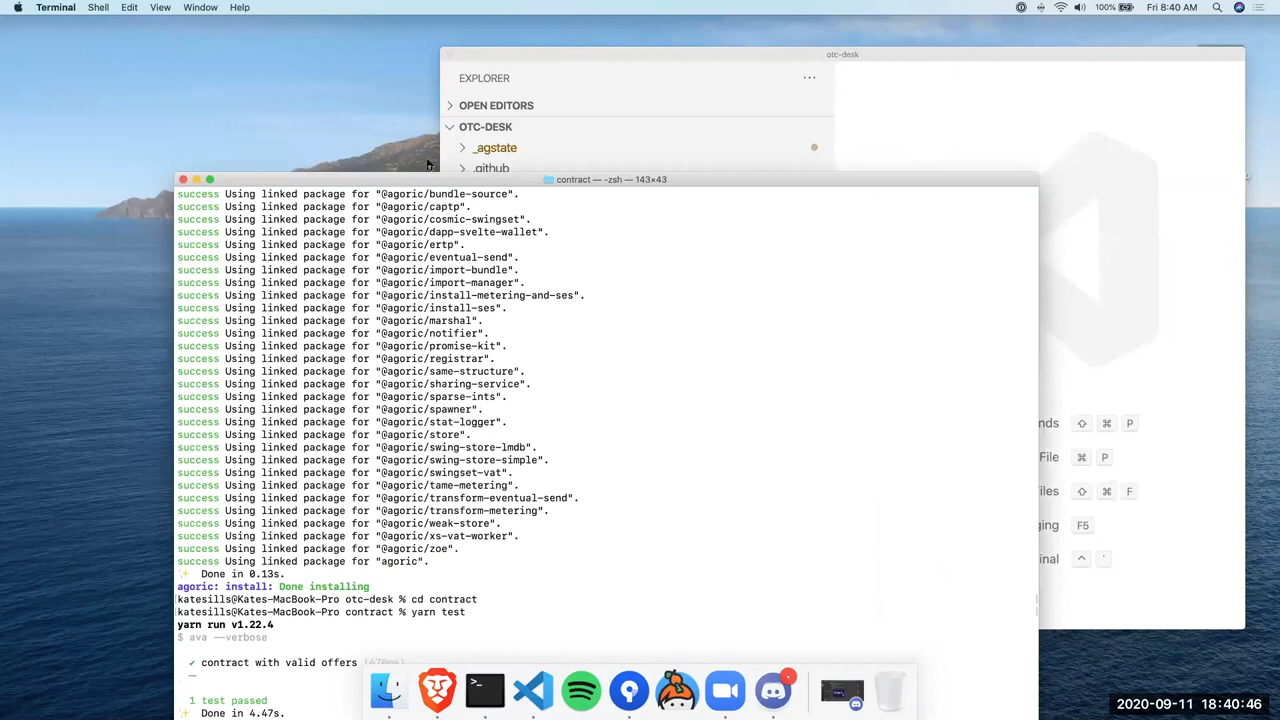 Terminal Shell Edit View Window Help 100% Fri 8:40 AM
otc-desk
EXPLORER ...
OPEN EDITORS
OTC-DESK
_agstate
.github
contract — -zsh — 143×43
success Using linked package for "@agoric/bundle-source".
success Using linked package for "@agoric/captp".
success Using linked package for "@agoric/cosmic-swingset".
success Using linked package for "@agoric/dapp-svelte-wallet".
success Using linked package for "@agoric/ertp".
success Using linked package for "@agoric/eventual-send".
success Using linked package for "@agoric/import-bundle".
success Using linked package for "@agoric/import-manager".
success Using linked package for "@agoric/install-metering-and-ses".
success Using linked package for "@agoric/install-ses".
success Using linked package for "@agoric/marshal".
success Using linked package for "@agoric/notifier".
success Using linked package for "@agoric/promise-kit".
success Using linked package for "@agoric/registrar".
success Using linked package for "@agoric/same-structure".
success Using linked package for "@agoric/sharing-service".
success Using linked package for "@agoric/sparse-ints".
success Using linked package for "@agoric/spawner".
success Using linked package for "@agoric/stat-logger".
success Using linked package for "@agoric/store".
success Using linked package for "@agoric/swing-store-lmdb".
success Using linked package for "@agoric/swing-store-simple".
success Using linked package for "@agoric/swingset-vat".
success Using linked package for "@agoric/tame-metering".
success Using linked package for "@agoric/transform-eventual-send".
success Using linked package for "@agoric/transform-metering".
success Using linked package for "@agoric/weak-store".
success Using linked package for "@agoric/xs-vat-worker".
success Using linked package for "@agoric/zoe".
success Using linked package for "agoric".
✨ Done in 0.13s.
agoric: install: Done installing
katesills@Kates-MacBook-Pro otc-desk % cd contract
katesills@Kates-MacBook-Pro contract % yarn test
yarn run v1.22.4
$ ava --verbose
✔ contract with valid offers (670ms)
1 test passed
✨ Done in 4.47s.
nds ⇧ ⌘ P
File ⌘ P
iles ⇧ ⌘ F
ging F5
inal ^ `
2020-09-11 18:40:46